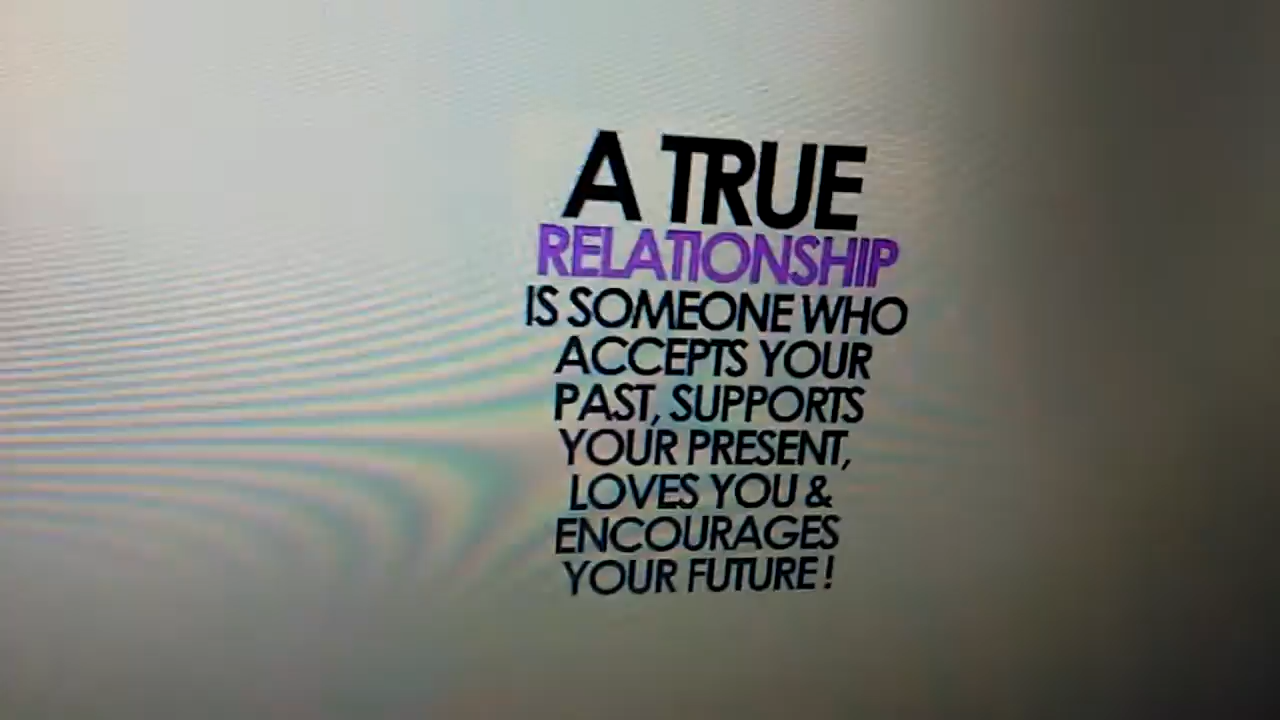 A TRUE
RELATIONSHIP
IS SOMEONE WHO
ACCEPTS YOUR
PAST, SUPPORTS
YOUR PRESENT,
LOVES YOU &
ENCOURAGES
YOUR FUTURE!